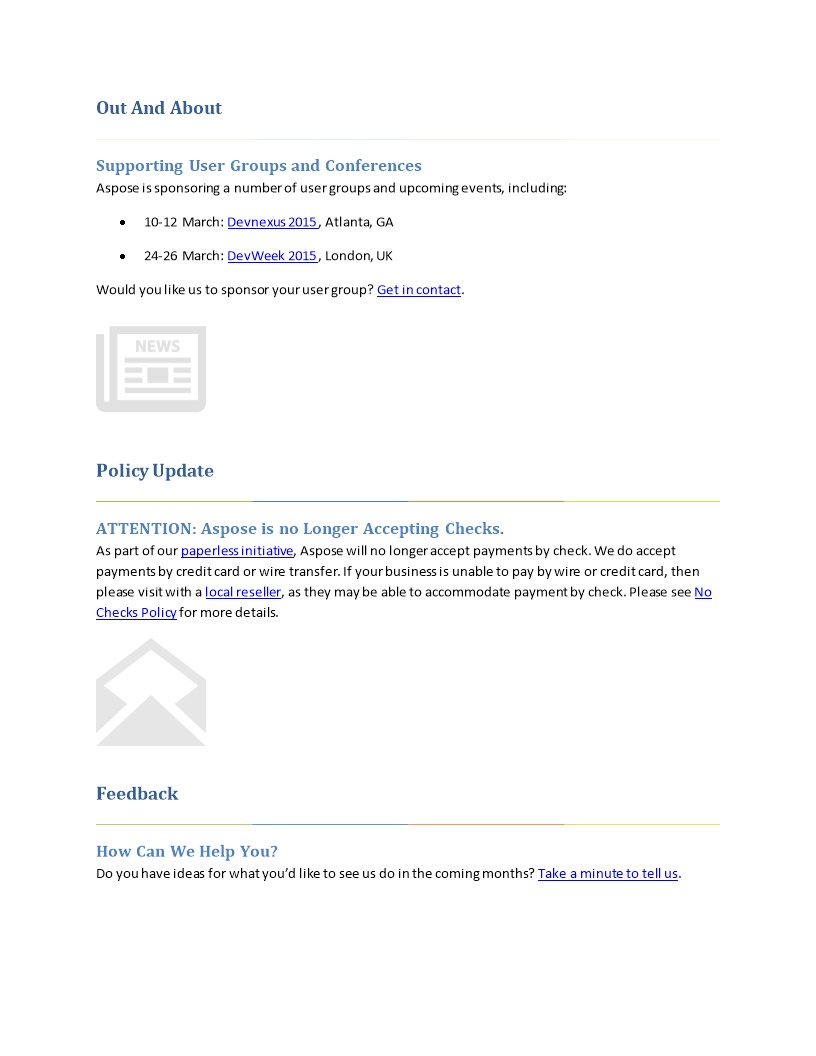 Out And About
Supporting User Groups and Conferences
Aspose is sponsoring a number of user groups and upcoming events, including:
• 10-12 March: Devnexus 2015 , Atlanta, GA
• 24-26 March: DevWeek 2015 , London, UK
Would you like us to sponsor your user group? Get in contact.
NEWS
Policy Update
ATTENTION: Aspose is no Longer Accepting Checks.
As part of our paperless initiative, Aspose will no longer accept payments by check. We do accept
payments by credit card or wire transfer. If your business is unable to pay by wire or credit card, then
please visit with a local reseller, as they may be able to accommodate payment by check. Please see No
Checks Policy for more details.
Feedback
How Can We Help You?
Do you have ideas for what you’d like to see us do in the coming months? Take a minute to tell us.